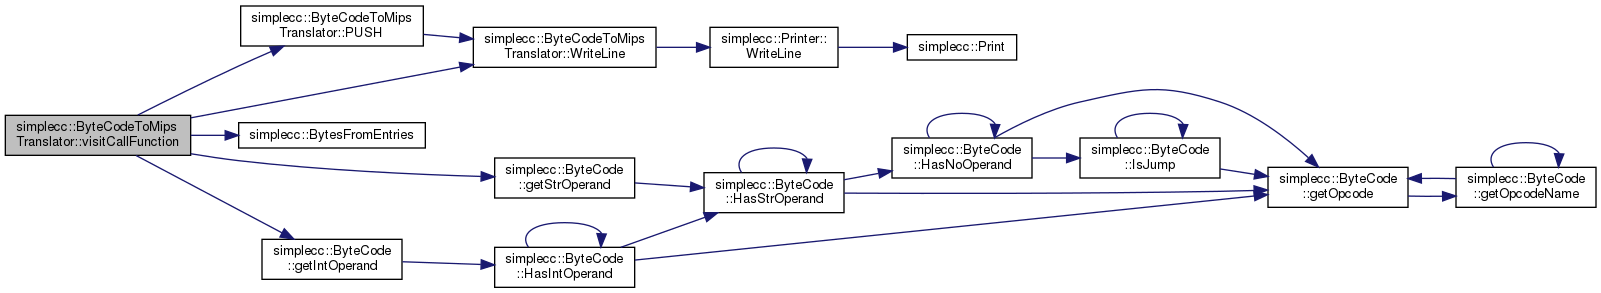 simplecc::ByteCodeToMips
Translator::visitCallFunction
simplecc::ByteCodeToMips
Translator::PUSH
simplecc::ByteCodeToMips
Translator::WriteLine
simplecc::Printer::
WriteLine
simplecc::Print
simplecc::BytesFromEntries
simplecc::ByteCode
::getStrOperand
simplecc::ByteCode
::getIntOperand
simplecc::ByteCode
::HasIntOperand
simplecc::ByteCode
::HasStrOperand
simplecc::ByteCode
::HasNoOperand
simplecc::ByteCode
::IsJump
simplecc::ByteCode
::getOpcode
simplecc::ByteCode
::getOpcodeName